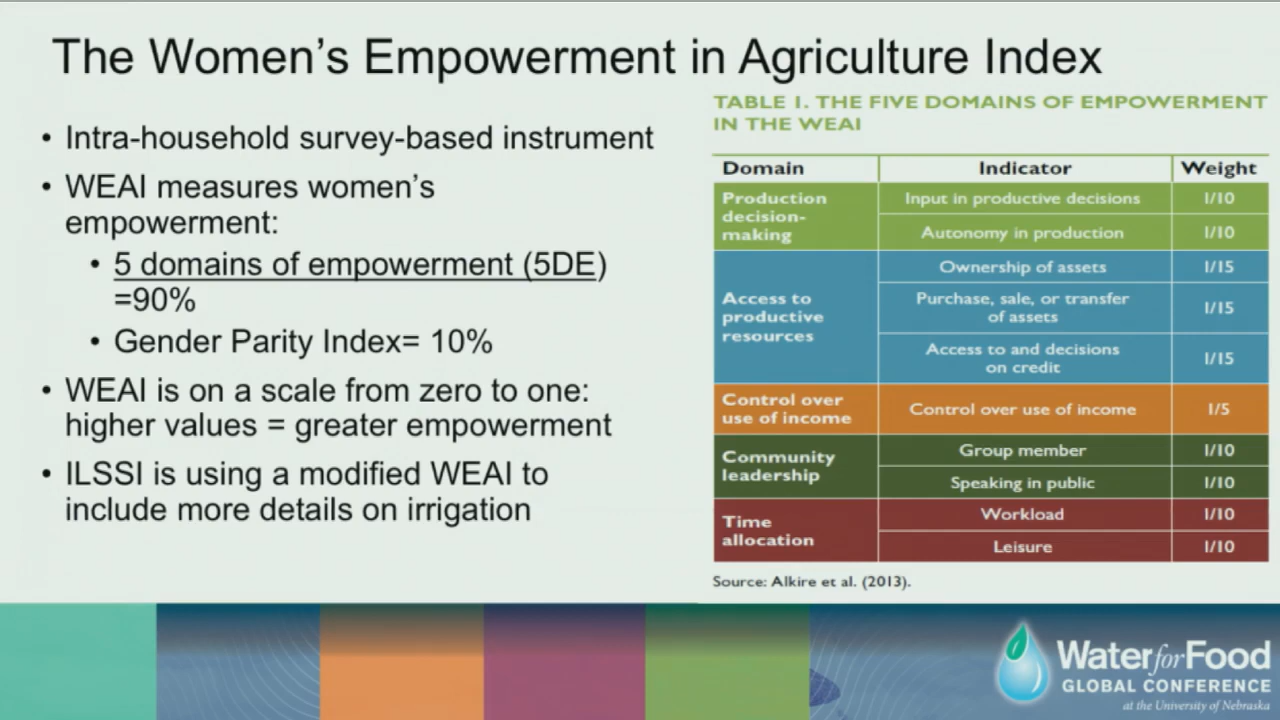 The Women's Empowerment in Agriculture Index
• Intra-household survey-based instrument
• WEAI measures women's
empowerment:
• 5 domains of empowerment (5DE)
=90%
• Gender Parity Index= 10%
• WEAI is on a scale from zero to one:
higher values = greater empowerment
• ILSSI is using a modified WEAI to
include more details on irrigation
TABLE 1. THE FIVE DOMAINS OF EMPOWERMENT
IN THE WEAI
Domain Indicator Weight
Production
decision-
making
Input in productive decisions 1/10
Autonomy in production 1/10
Access to
productive
resources
Ownership of assets 1/15
Purchase, sale, or transfer
of assets 1/15
Access to and decisions
on credit 1/15
Control over
use of income
Control over use of income 1/5
Community
leadership
Group member 1/10
Speaking in public 1/10
Time
allocation
Workload 1/10
Leisure 1/10
Source: Alkire et al. (2013).
Water for Food
GLOBAL CONFERENCE
at the University of Nebraska